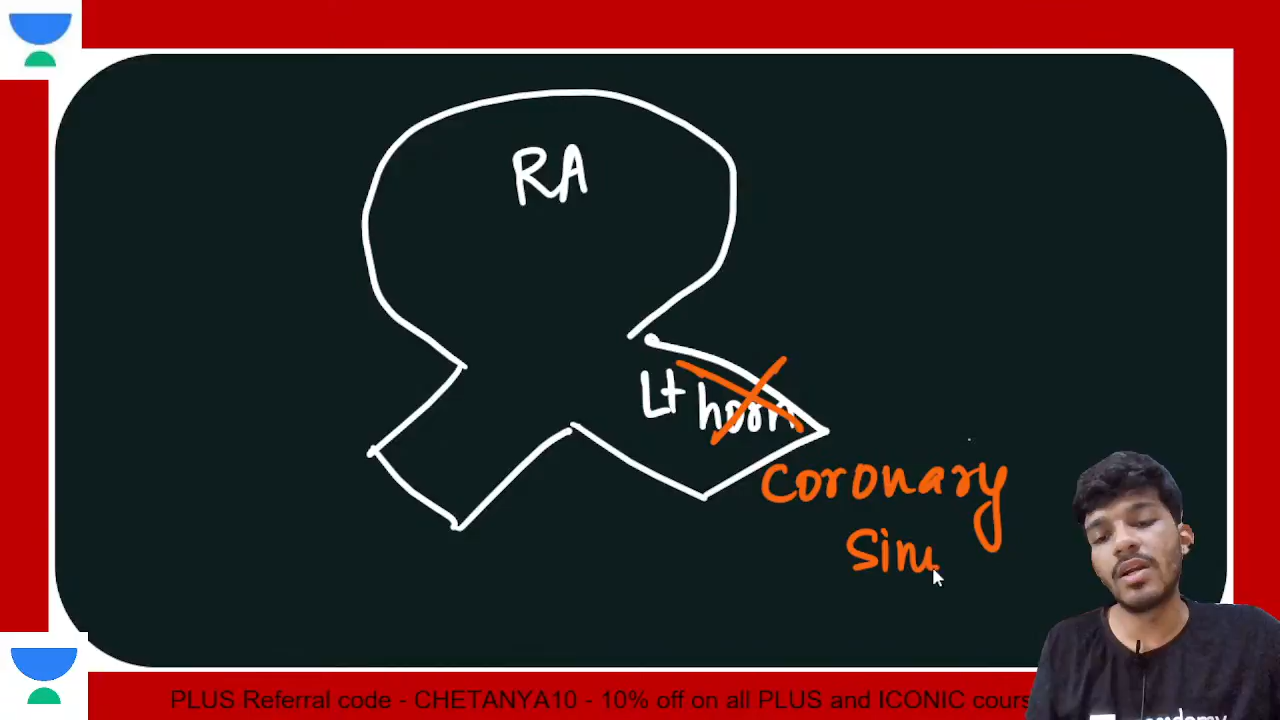 RA
Lt horn
Coronary
Sinu
PLUS Referral code - CHETANYA10 - 10% off on all PLUS and ICONIC cours